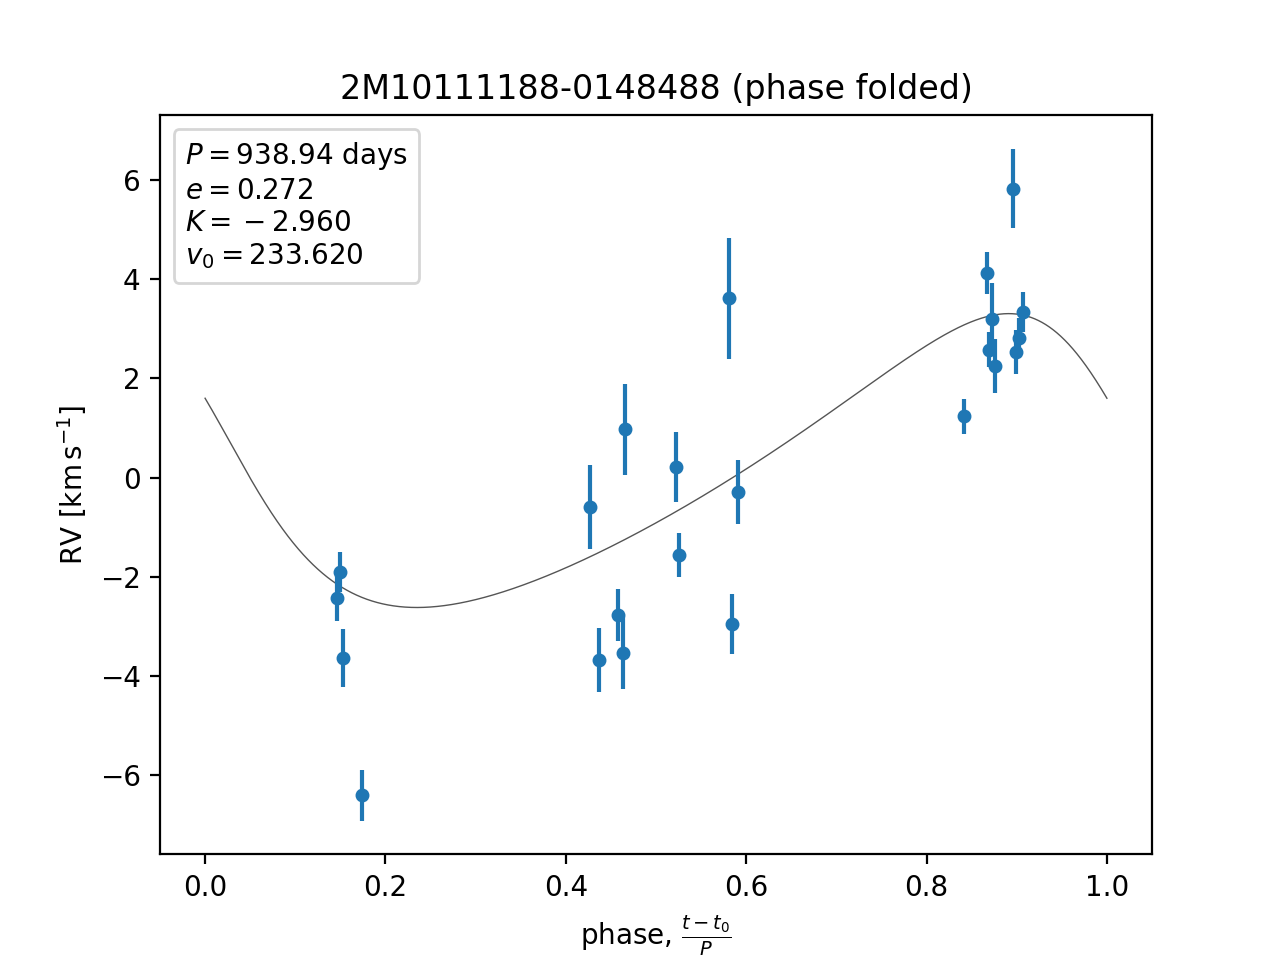 2M10111188-0148488 (phase folded)
P = 938.94 days
e = 0.272
K = −2.960
v₀ = 233.620
6
4
2
0
−2
−4
−6
RV [km s⁻¹]
0.0 0.2 0.4 0.6 0.8 1.0
phase, (t − t₀)/P